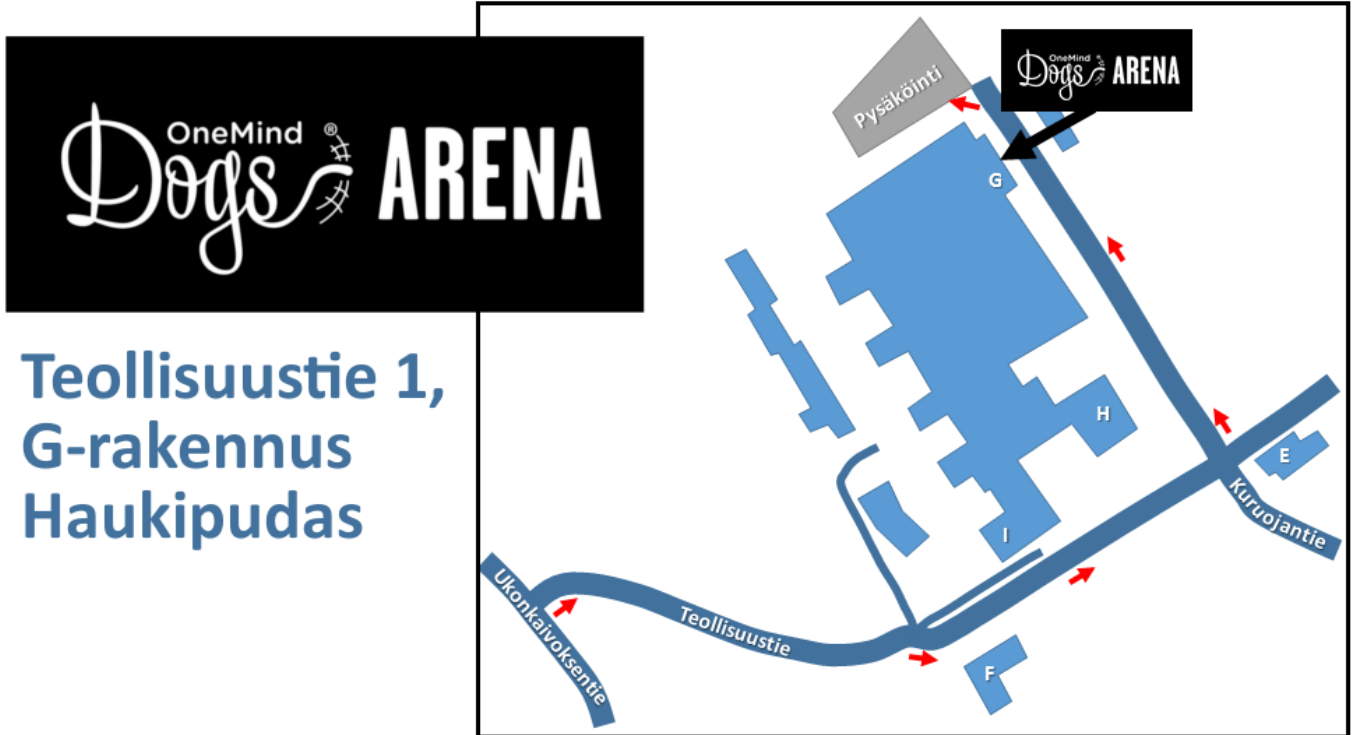 OneMind
Dogs ® ARENA
Teollisuustie 1,
G-rakennus
Haukipudas
OneMind
Dogs ARENA
Pysäköinti
G
H
E
Kuruojantie
I
Ukonkaivoksentie
Teollisuustie
F